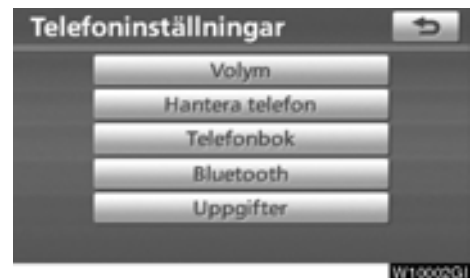 Telefoninställningar
Volym
Hantera telefon
Telefonbok
Bluetooth
Uppgifter
W10002GI